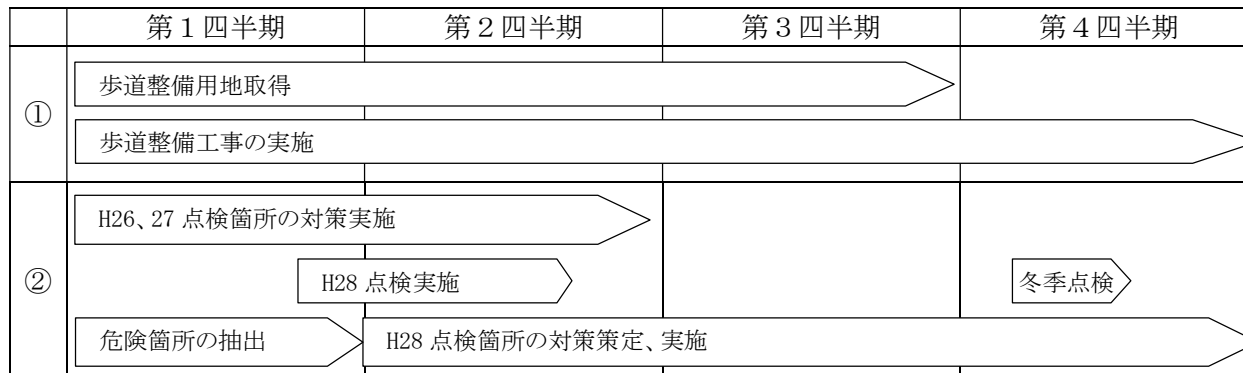 第１四半期 第２四半期 第３四半期 第４四半期
①
歩道整備用地取得
歩道整備工事の実施
②
H26、27 点検箇所の対策実施
H28 点検実施 冬季点検
危険箇所の抽出 H28 点検箇所の対策策定、実施